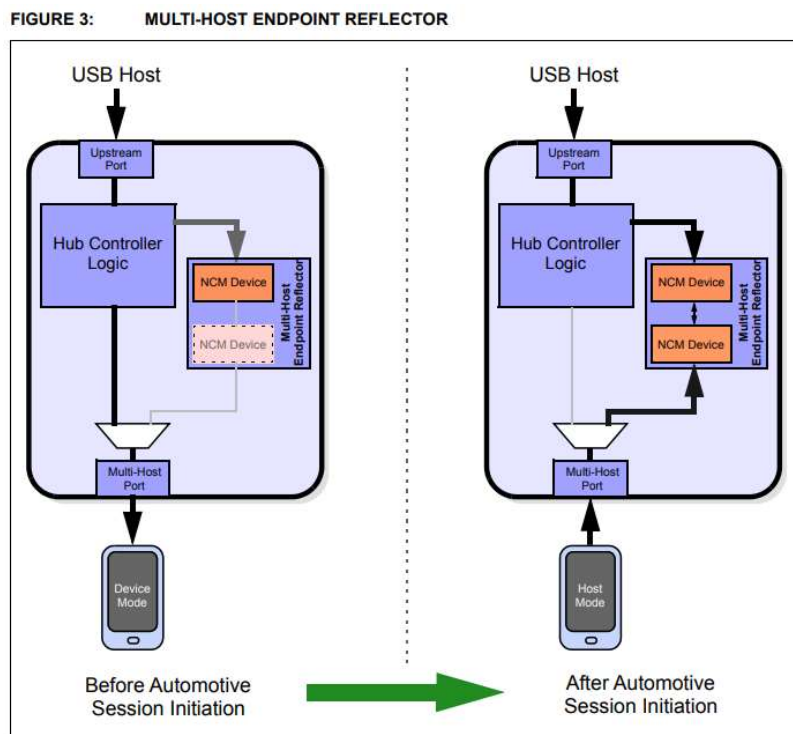 FIGURE 3: MULTI-HOST ENDPOINT REFLECTOR
USB Host
Upstream
Port
Hub Controller
Logic
NCM Device
NCM Device
Multi-Host
Endpoint Reflector
Multi-Host
Port
Device
Mode
Before Automotive
Session Initiation
USB Host
Upstream
Port
Hub Controller
Logic
NCM Device
NCM Device
Multi-Host
Endpoint Reflector
Multi-Host
Port
Host
Mode
After Automotive
Session Initiation